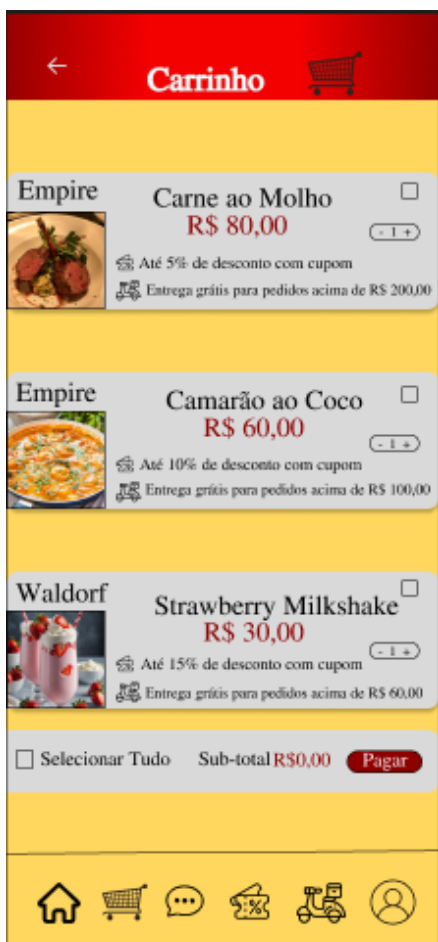 Carrinho
Empire
Carne ao Molho
R$ 80,00
- 1 +
Até 5% de desconto com cupom
Entrega grátis para pedidos acima de R$ 200,00
Empire
Camarão ao Coco
R$ 60,00
- 1 +
Até 10% de desconto com cupom
Entrega grátis para pedidos acima de R$ 100,00
Waldorf
Strawberry Milkshake
R$ 30,00
- 1 +
Até 15% de desconto com cupom
Entrega grátis para pedidos acima de R$ 60,00
Selecionar Tudo Sub-total R$0,00 Pagar